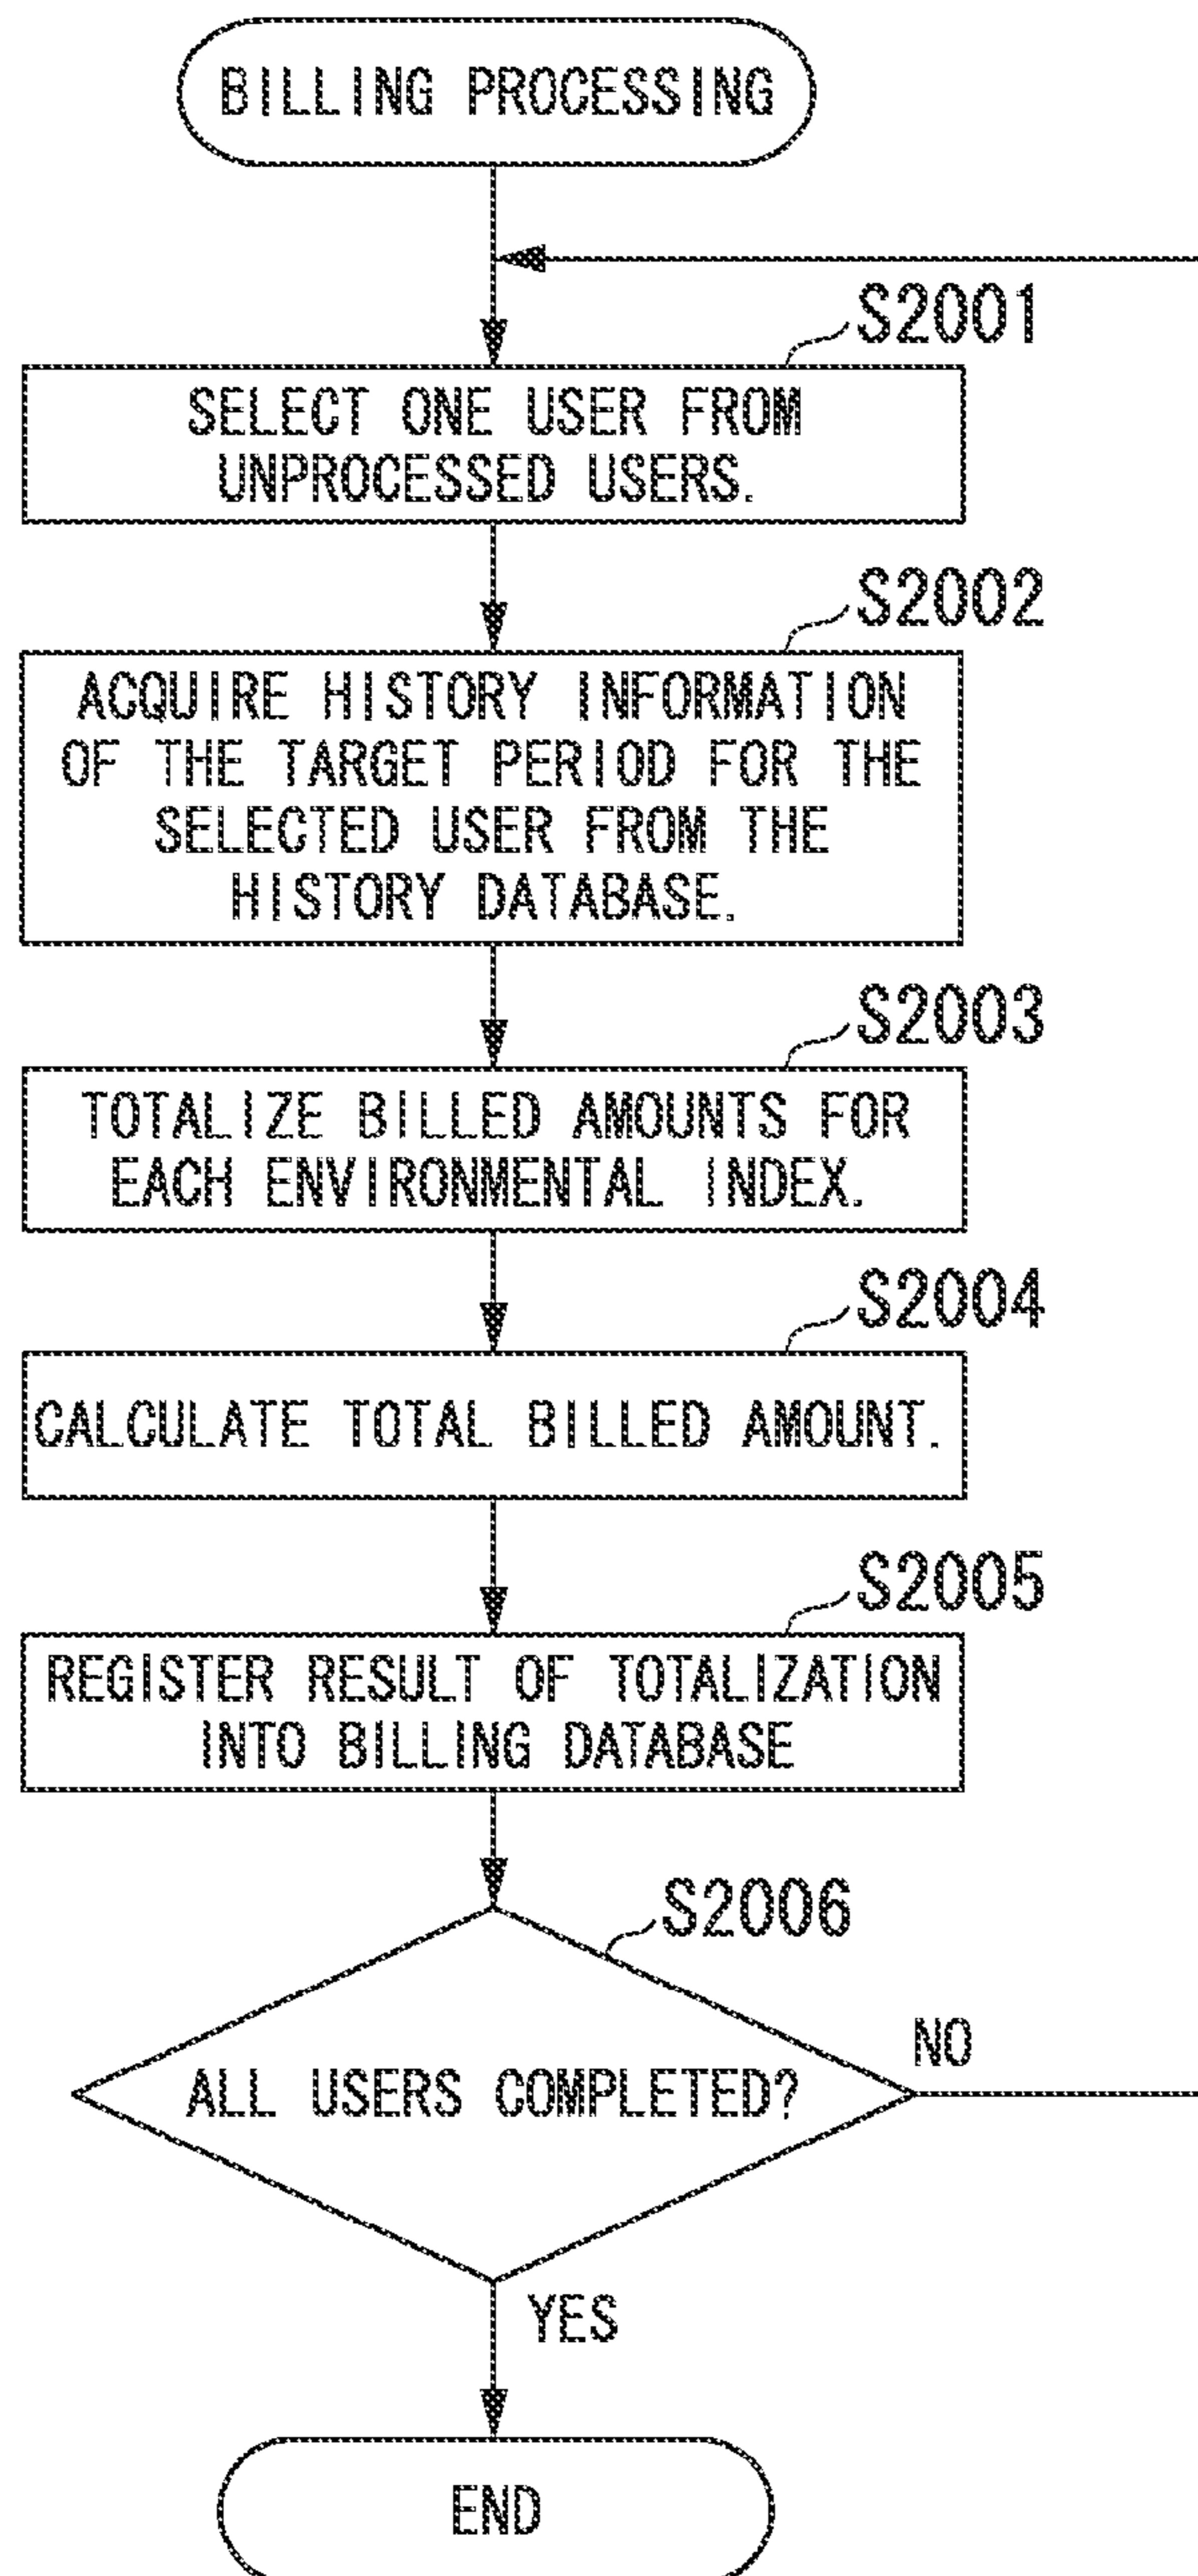 BILLING PROCESSING
S2001
SELECT ONE USER FROM
UNPROCESSED USERS.
S2002
ACQUIRE HISTORY INFORMATION
OF THE TARGET PERIOD FOR THE
SELECTED USER FROM THE
HISTORY DATABASE.
S2003
TOTALIZE BILLED AMOUNTS FOR
EACH ENVIRONMENTAL INDEX.
S2004
CALCULATE TOTAL BILLED AMOUNT.
S2005
REGISTER RESULT OF TOTALIZATION
INTO BILLING DATABASE
S2006
ALL USERS COMPLETED?
NO
YES
END